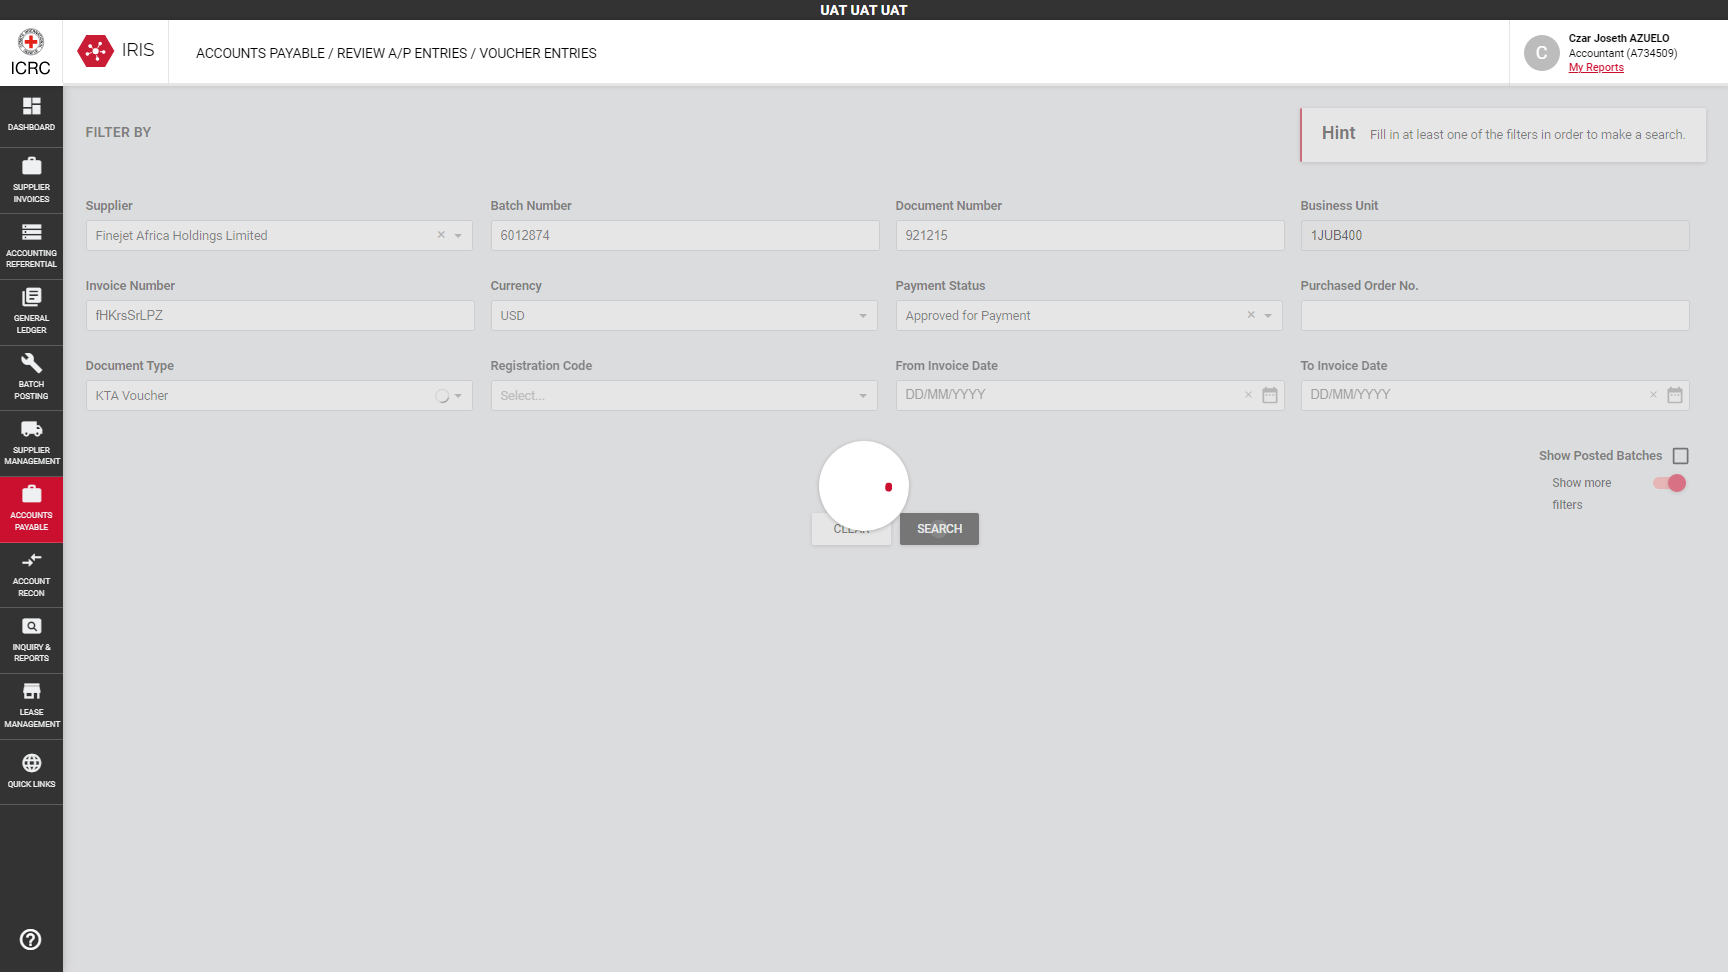 UAT UAT UAT
ICRC
IRIS
ACCOUNTS PAYABLE / REVIEW A/P ENTRIES / VOUCHER ENTRIES
C
Czar Joseth AZUELO
Accountant (A734509)
My Reports
DASHBOARD
SUPPLIER
INVOICES
ACCOUNTING
REFERENTIAL
GENERAL
LEDGER
BATCH
POSTING
SUPPLIER
MANAGEMENT
ACCOUNTS
PAYABLE
ACCOUNT
RECON
INQUIRY &
REPORTS
LEASE
MANAGEMENT
QUICK LINKS
FILTER BY
Hint Fill in at least one of the filters in order to make a search.
Supplier Batch Number Document Number Business Unit
Finejet Africa Holdings Limited 6012874 921215 1JUB400
Invoice Number Currency Payment Status Purchased Order No.
fHKrsSrLPZ USD Approved for Payment
Document Type Registration Code From Invoice Date To Invoice Date
KTA Voucher Select... DD/MM/YYYY DD/MM/YYYY
Show Posted Batches
Show more
filters
CLEAR SEARCH